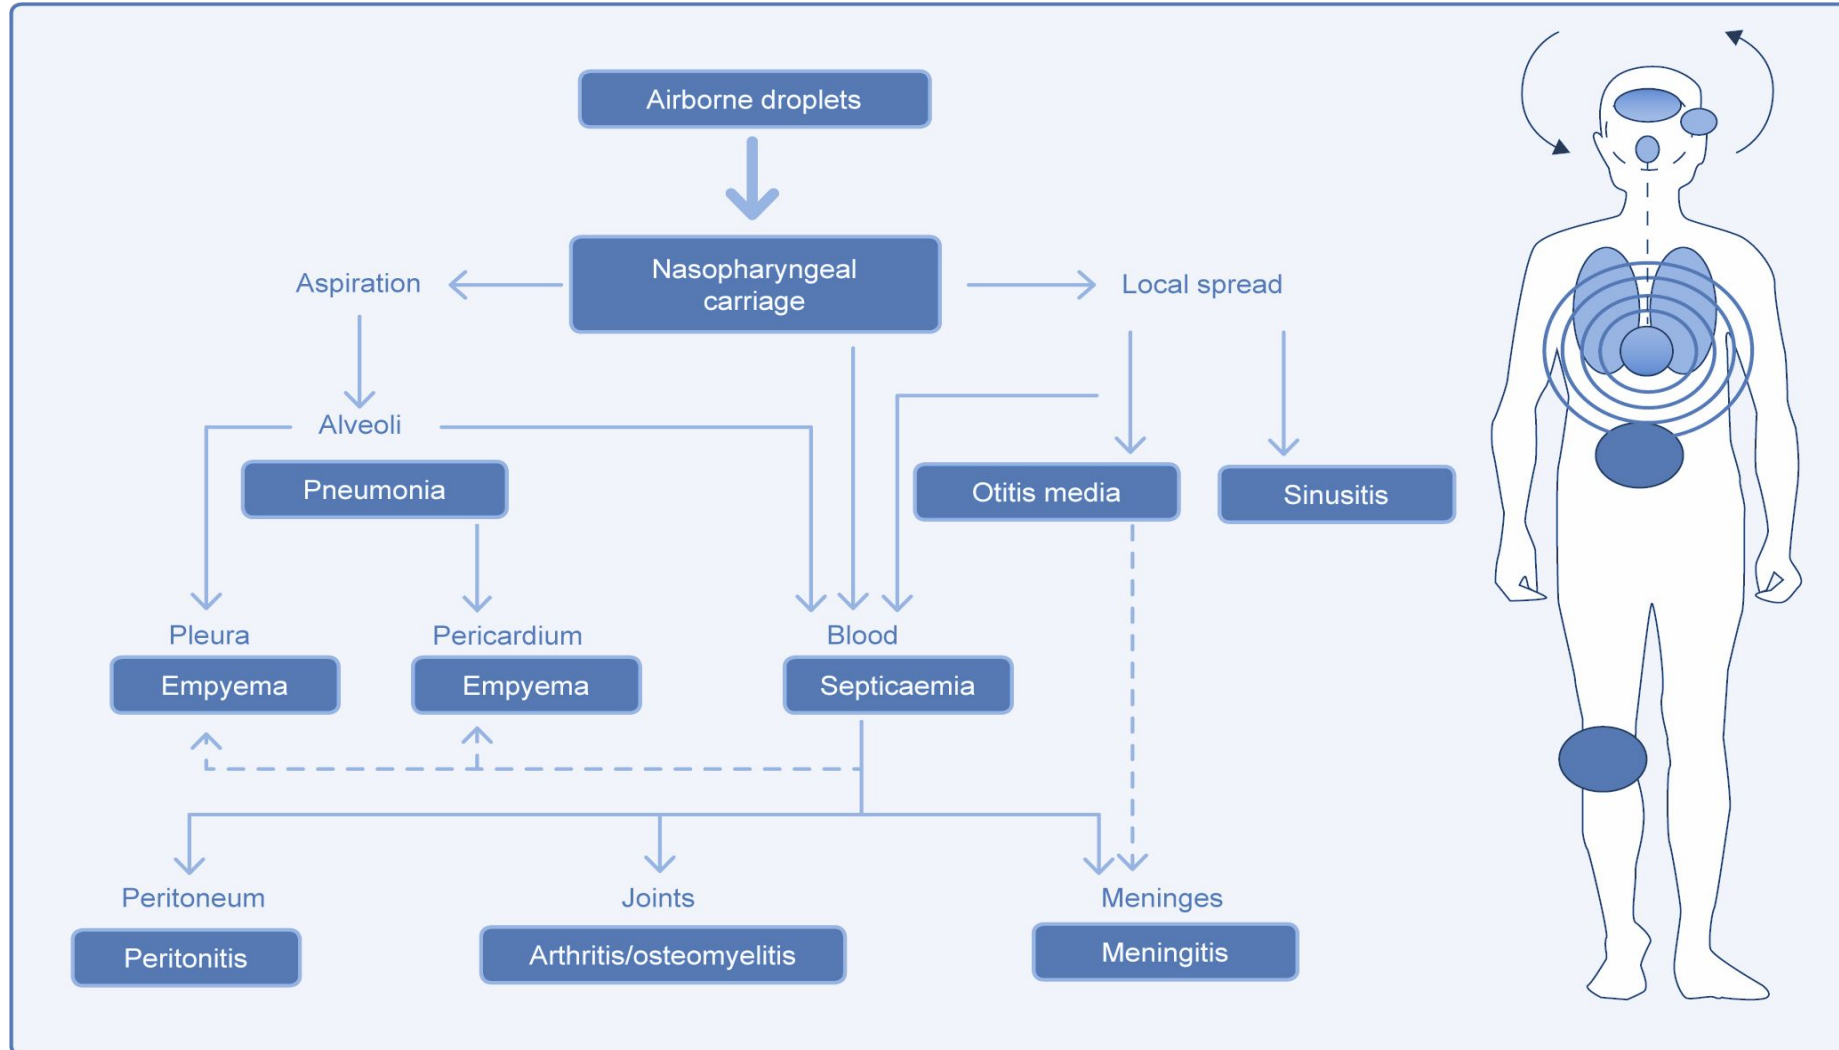 Airborne droplets
Nasopharyngeal
carriage
Aspiration
Local spread
Alveoli
Pneumonia
Otitis media
Sinusitis
Pleura
Pericardium
Blood
Empyema
Empyema
Septicaemia
Peritoneum
Joints
Meninges
Peritonitis
Arthritis/osteomyelitis
Meningitis